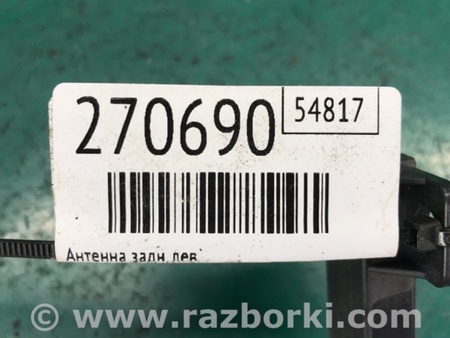 270690
54817
Антенна задн лев
© www.razborki.com